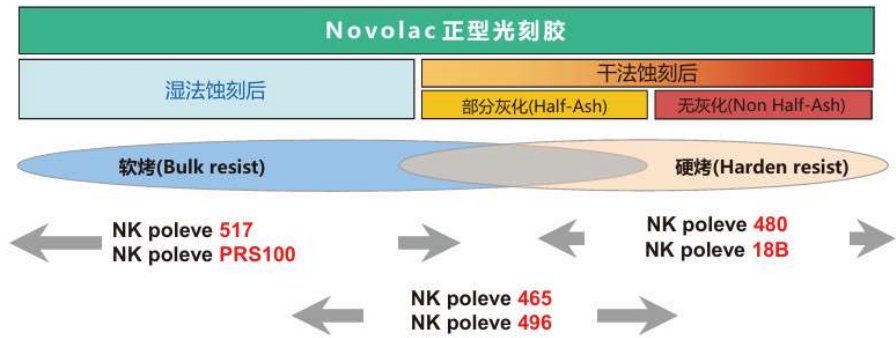 Novolac正型光刻胶
湿法蚀刻后
干法蚀刻后
部分灰化(Half-Ash)
无灰化(Non Half-Ash)
软烤(Bulk resist)
硬烤(Harden resist)
NK poleve 517
NK poleve PRS100
NK poleve 480
NK poleve 18B
NK poleve 465
NK poleve 496